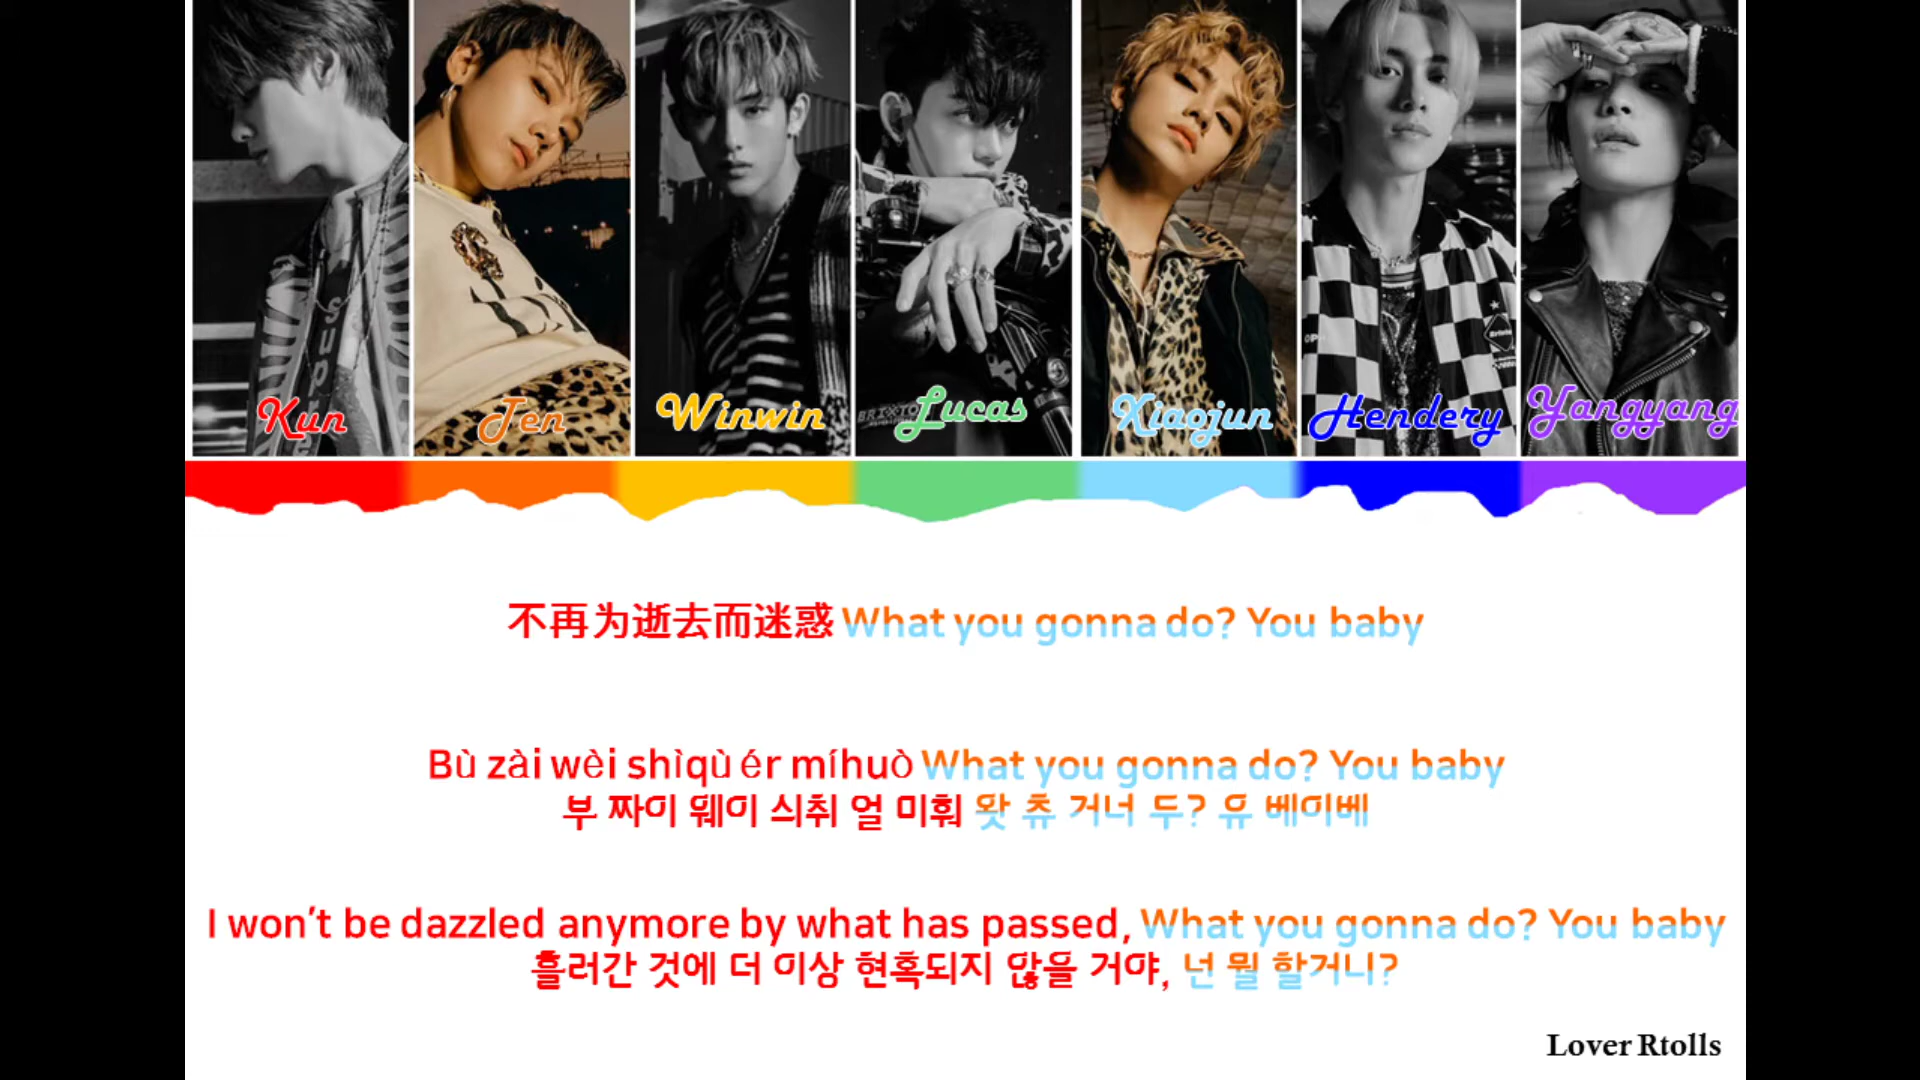 Kun Ten Winwin Lucas Xiaojun Hendery Yangyang
不再为逝去而迷惑 What you gonna do? You baby
Bù zài wèi shìqù ér míhuò What you gonna do? You baby
부 짜이 웨이 싀취 얼 미훠 왓 츄 거너 두? 유 베이베
I won't be dazzled anymore by what has passed, What you gonna do? You baby
흘러간 것에 더 이상 현혹되지 않을 거야, 넌 뭘 할거니?
Lover Rtolls